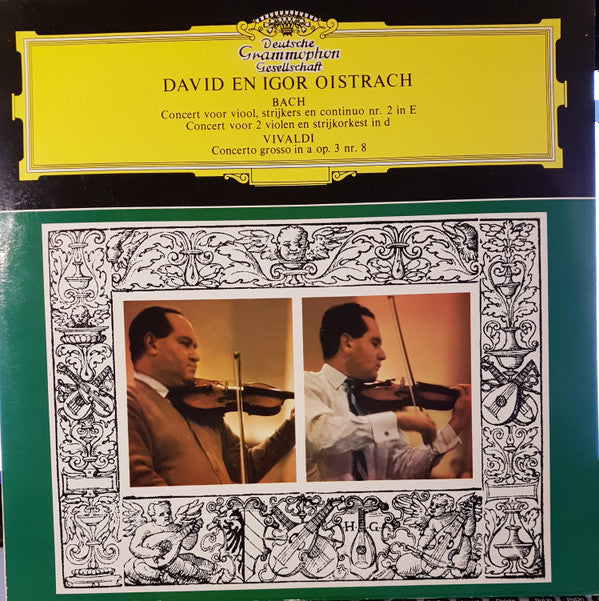 Deutsche
Grammophon
Gesellschaft
DAVID EN IGOR OISTRACH
BACH
Concert voor viool, strijkers en continuo nr. 2 in E
Concert voor 2 violen en strijkorkest in d
VIVALDI
Concerto grosso in a op. 3 nr. 8
H G